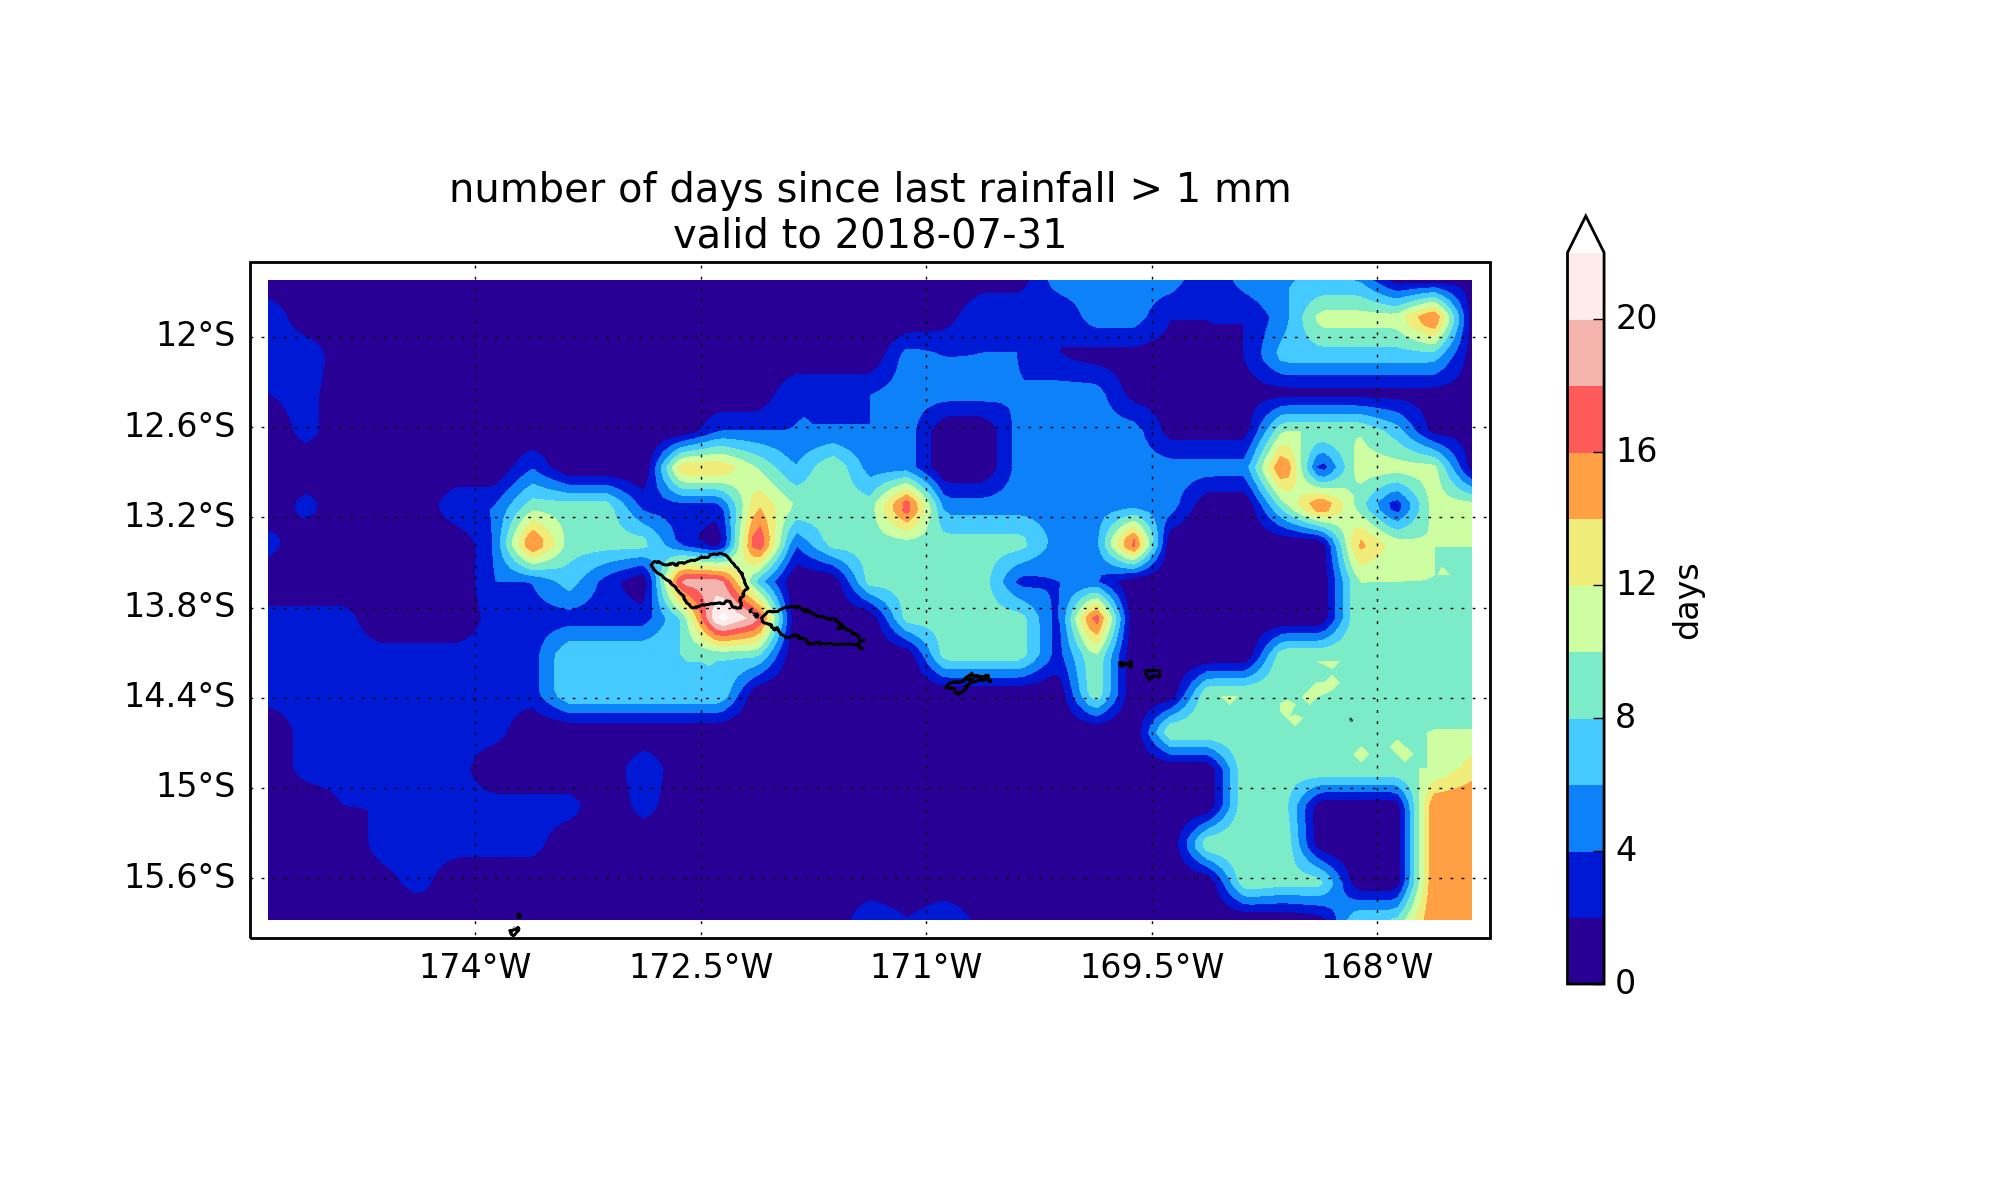 number of days since last rainfall > 1 mm
valid to 2018-07-31
12°S
12.6°S
13.2°S
13.8°S
14.4°S
15°S
15.6°S
174°W
172.5°W
171°W
169.5°W
168°W
20
16
12
8
4
0
days